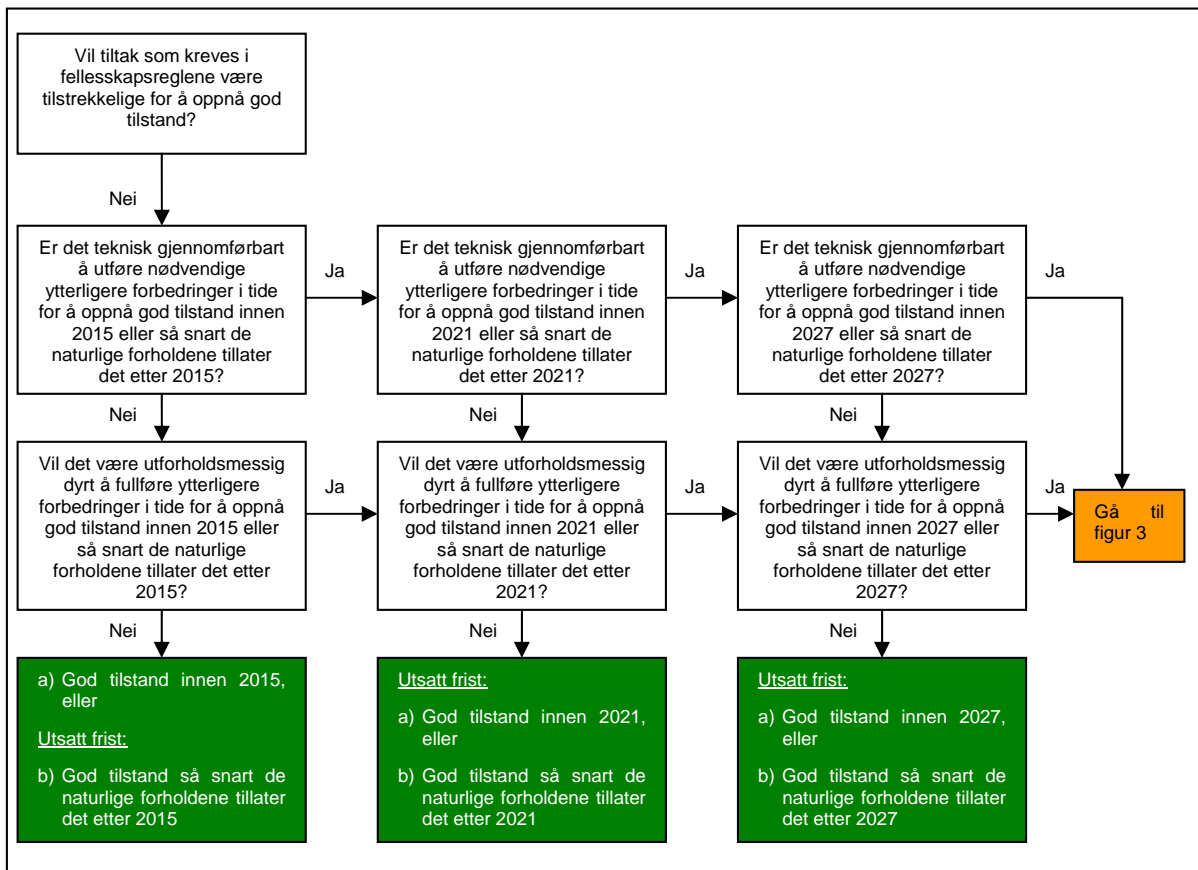 Vil tiltak som kreves i
fellesskapsreglene være
tilstrekkelige for å oppnå god
tilstand?
Nei
Er det teknisk gjennomførbart
å utføre nødvendige
ytterligere forbedringer i tide
for å oppnå god tilstand innen
2015 eller så snart de
naturlige forholdene tillater
det etter 2015?
Ja
Er det teknisk gjennomførbart
å utføre nødvendige
ytterligere forbedringer i tide
for å oppnå god tilstand innen
2021 eller så snart de
naturlige forholdene tillater
det etter 2021?
Ja
Er det teknisk gjennomførbart
å utføre nødvendige
ytterligere forbedringer i tide
for å oppnå god tilstand innen
2027 eller så snart de
naturlige forholdene tillater
det etter 2027?
Ja
Nei
Nei
Nei
Vil det være utforholdsmessig
dyrt å fullføre ytterligere
forbedringer i tide for å oppnå
god tilstand innen 2015 eller
så snart de naturlige
forholdene tillater det etter
2015?
Ja
Vil det være utforholdsmessig
dyrt å fullføre ytterligere
forbedringer i tide for å oppnå
god tilstand innen 2021 eller
så snart de naturlige
forholdene tillater det etter
2021?
Ja
Vil det være utforholdsmessig
dyrt å fullføre ytterligere
forbedringer i tide for å oppnå
god tilstand innen 2027 eller
så snart de naturlige
forholdene tillater det etter
2027?
Ja
Gå til
figur 3
Nei
Nei
Nei
a) God tilstand innen 2015,
eller
Utsatt frist:
b) God tilstand så snart de
naturlige forholdene tillater
det etter 2015
Utsatt frist:
a) God tilstand innen 2021,
eller
b) God tilstand så snart de
naturlige forholdene tillater
det etter 2021
Utsatt frist:
a) God tilstand innen 2027,
eller
b) God tilstand så snart de
naturlige forholdene tillater
det etter 2027